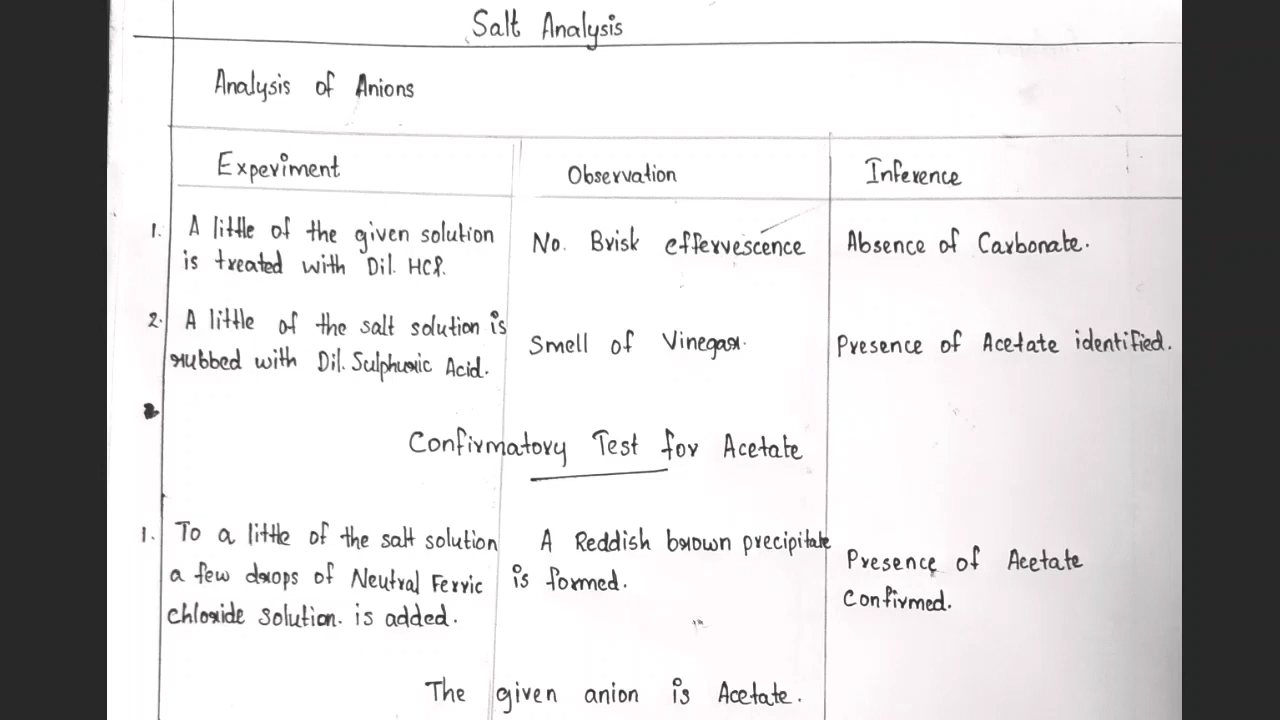 Salt Analysis
Analysis of Anions
Experiment
Observation
Inference
1. A little of the given solution
is treated with Dil. HCl.
No. Brisk effervescence
Absence of Carbonate.
2. A little of the salt solution is
rubbed with Dil. Sulphuric Acid.
Smell of Vinegar.
Presence of Acetate identified.
Confirmatory Test for Acetate
1. To a little of the salt solution
a few drops of Neutral Ferric
chloride solution. is added.
A Reddish brown precipitate
is formed.
Presence of Acetate
Confirmed.
The given anion is Acetate.